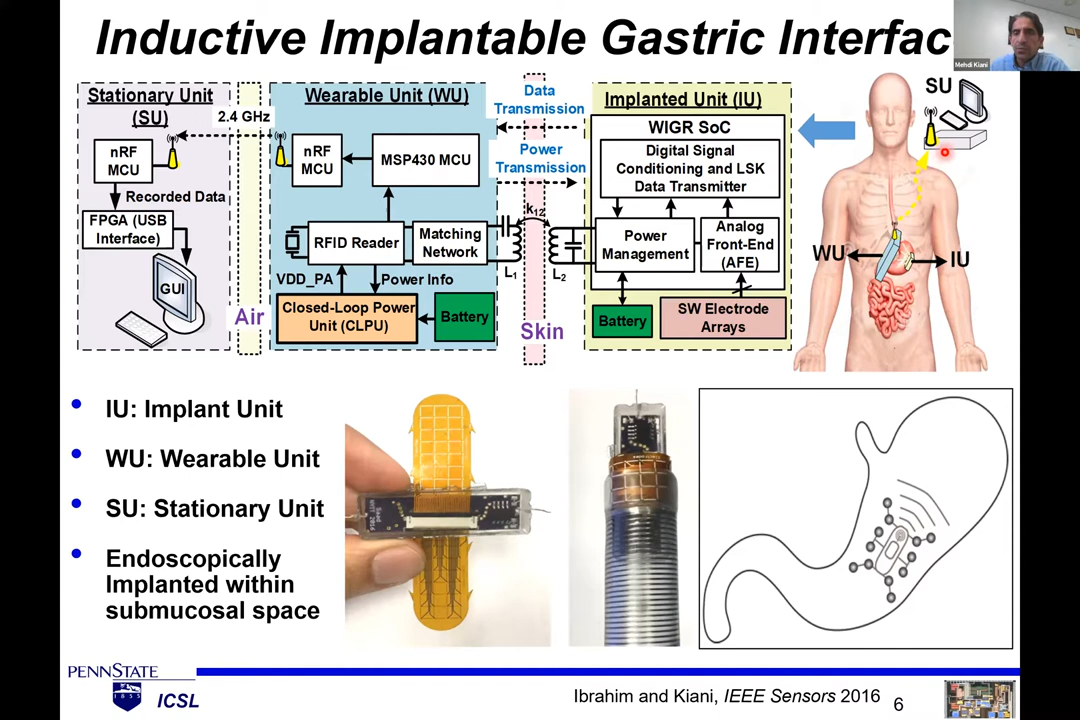 Inductive Implantable Gastric Interfac
Mehdi Kiani
Stationary Unit
(SU)
2.4 GHz
nRF
MCU
Recorded Data
FPGA (USB
Interface)
GUI
Air
Wearable Unit (WU)
nRF
MCU
MSP430 MCU
RFID Reader
Matching
Network
VDD_PA
Power Info
Closed-Loop Power
Unit (CLPU)
Battery
Data
Transmission
Power
Transmission
k12
L1
L2
Skin
Implanted Unit (IU)
WIGR SoC
Digital Signal
Conditioning and LSK
Data Transmitter
Power
Management
Analog
Front-End
(AFE)
Battery
SW Electrode
Arrays
SU
WU
IU
• IU: Implant Unit
• WU: Wearable Unit
• SU: Stationary Unit
• Endoscopically
Implanted within
submucosal space
PENNSTATE
1855
ICSL
Ibrahim and Kiani, IEEE Sensors 2016
6